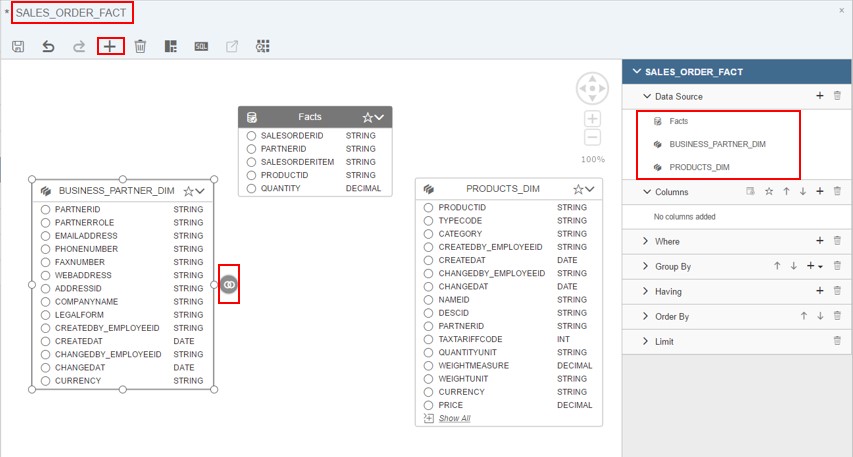 * SALES_ORDER_FACT
×
SQL
Facts
SALESORDERID STRING
PARTNERID STRING
SALESORDERITEM STRING
PRODUCTID STRING
QUANTITY DECIMAL
100%
BUSINESS_PARTNER_DIM
PARTNERID STRING
PARTNERROLE STRING
EMAILADDRESS STRING
PHONENUMBER STRING
FAXNUMBER STRING
WEBADDRESS STRING
ADDRESSID STRING
COMPANYNAME STRING
LEGALFORM STRING
CREATEDBY_EMPLOYEEID STRING
CREATEDAT DATE
CHANGEDBY_EMPLOYEEID STRING
CHANGEDAT DATE
CURRENCY STRING
PRODUCTS_DIM
PRODUCTID STRING
TYPECODE STRING
CATEGORY STRING
CREATEDBY_EMPLOYEEID STRING
CREATEDAT DATE
CHANGEDBY_EMPLOYEEID STRING
CHANGEDAT DATE
NAMEID STRING
DESCID STRING
PARTNERID STRING
TAXTARIFFCODE INT
QUANTITYUNIT STRING
WEIGHTMEASURE DECIMAL
WEIGHTUNIT STRING
CURRENCY STRING
PRICE DECIMAL
Show All
SALES_ORDER_FACT
Data Source
Facts
BUSINESS_PARTNER_DIM
PRODUCTS_DIM
Columns
No columns added
Where
Group By
Having
Order By
Limit